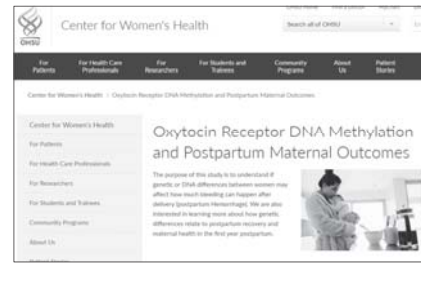 OHSU
Center for Women's Health
Search all of OHSU
For Patients
For Health Care Professionals
For Researchers
For Students and Trainees
Community Programs
About Us
Patient Stories
Center for Women's Health
Oxytocin Receptor DNA Methylation and Postpartum Maternal Outcomes
Center for Women's Health
For Patients
For Health Care Professionals
For Researchers
For Students and Trainees
Community Programs
About Us
Oxytocin Receptor DNA Methylation
and Postpartum Maternal Outcomes
The purpose of this study is to understand if
genetic or DNA differences between women may
affect how much bleeding can happen after
delivery (postpartum Hemorrhage). We are also
interested in learning more about how genetic
differences relate to postpartum recovery and
maternal health in the first year postpartum.